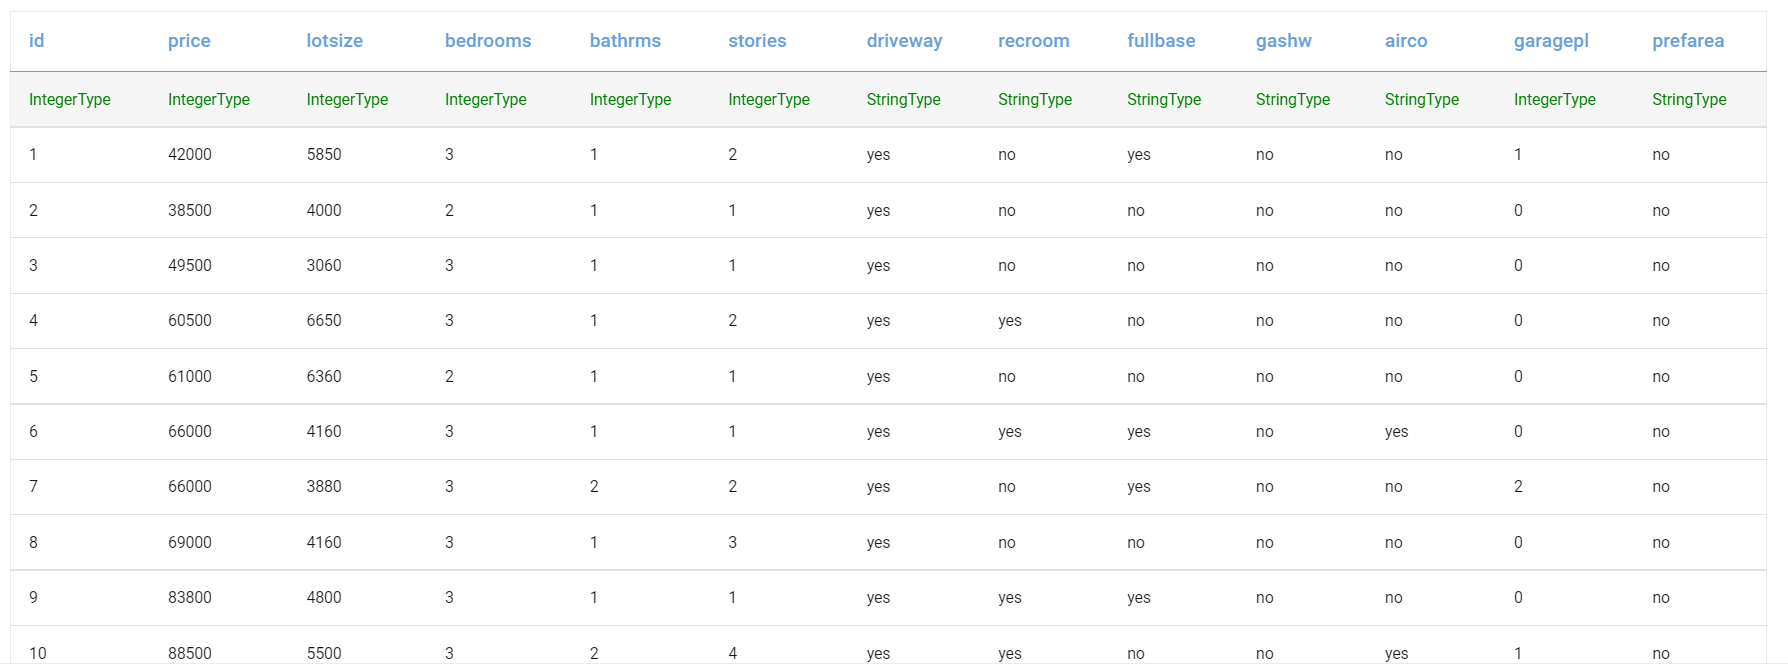 id price lotsize bedrooms bathrms stories driveway recroom fullbase gashw airco garagepl prefarea
IntegerType IntegerType IntegerType IntegerType IntegerType IntegerType StringType StringType StringType StringType StringType IntegerType StringType
1 42000 5850 3 1 2 yes no yes no no 1 no
2 38500 4000 2 1 1 yes no no no no 0 no
3 49500 3060 3 1 1 yes no no no no 0 no
4 60500 6650 3 1 2 yes yes no no no 0 no
5 61000 6360 2 1 1 yes no no no no 0 no
6 66000 4160 3 1 1 yes yes yes no yes 0 no
7 66000 3880 3 2 2 yes no yes no no 2 no
8 69000 4160 3 1 3 yes no no no no 0 no
9 83800 4800 3 1 1 yes yes yes no no 0 no
10 88500 5500 3 2 4 yes yes no no yes 1 no